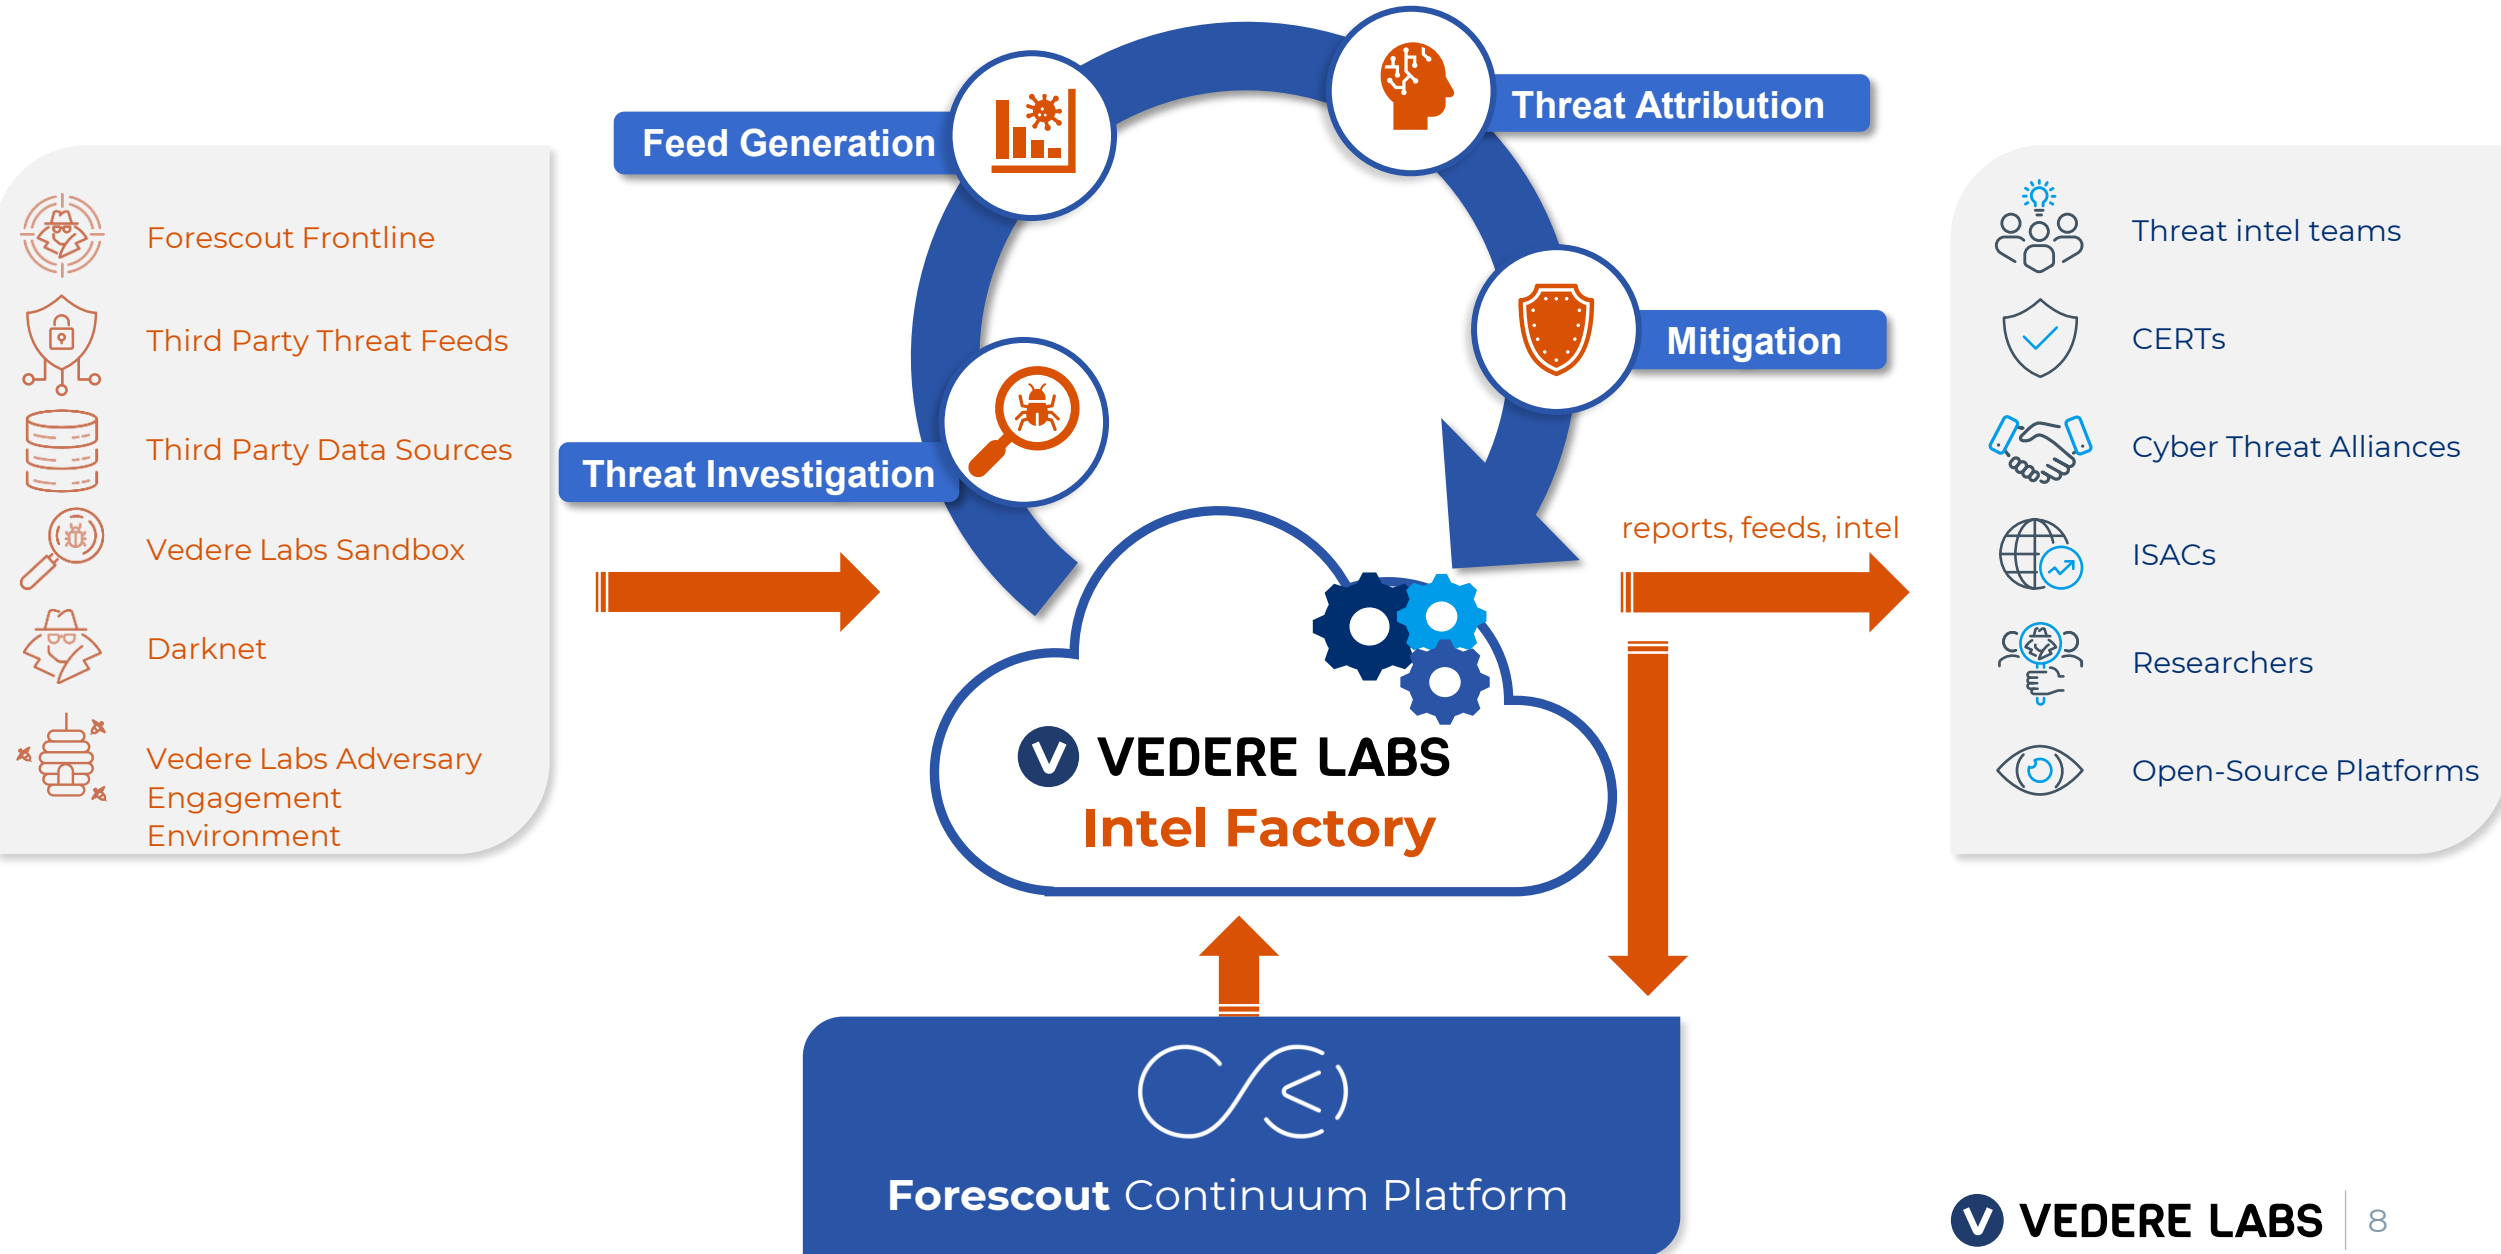 Feed Generation
Threat Attribution
Mitigation
Threat Investigation
Forescout Frontline
Third Party Threat Feeds
Third Party Data Sources
Vedere Labs Sandbox
Darknet
Vedere Labs Adversary
Engagement
Environment
reports, feeds, intel
VEDERE LABS
Intel Factory
Forescout Continuum Platform
Threat intel teams
CERTs
Cyber Threat Alliances
ISACs
Researchers
Open-Source Platforms
VEDERE LABS
8